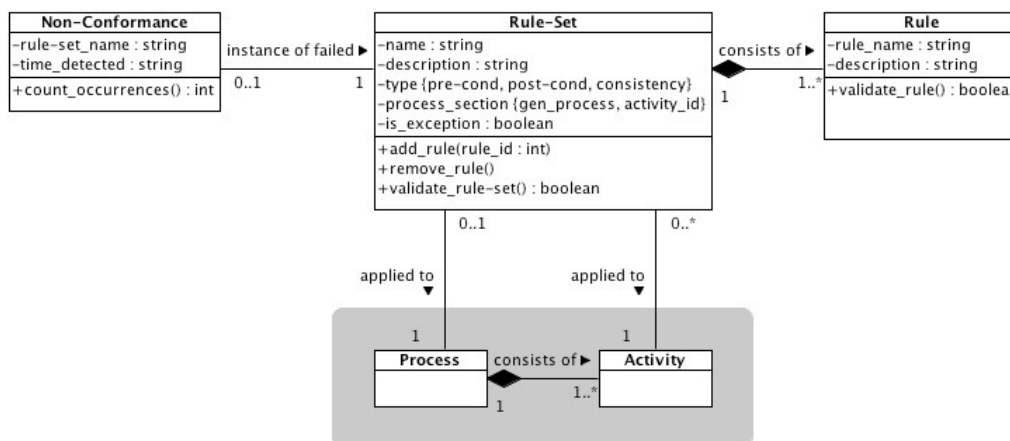 Non-Conformance
-rule-set_name : string
-time_detected : string
+count_occurrences() : int
instance of failed ▶
0..1
1
Rule-Set
-name : string
-description : string
-type {pre-cond, post-cond, consistency}
-process_section {gen_process, activity_id}
-is_exception : boolean
+add_rule(rule_id : int)
+remove_rule()
+validate_rule-set() : boolean
consists of ▶
1
1..*
Rule
-rule_name : string
-description : string
+validate_rule() : boolea
0..1
0..*
applied to
▼
applied to
▼
1
1
Process
consists of ▶
Activity
1
1..*